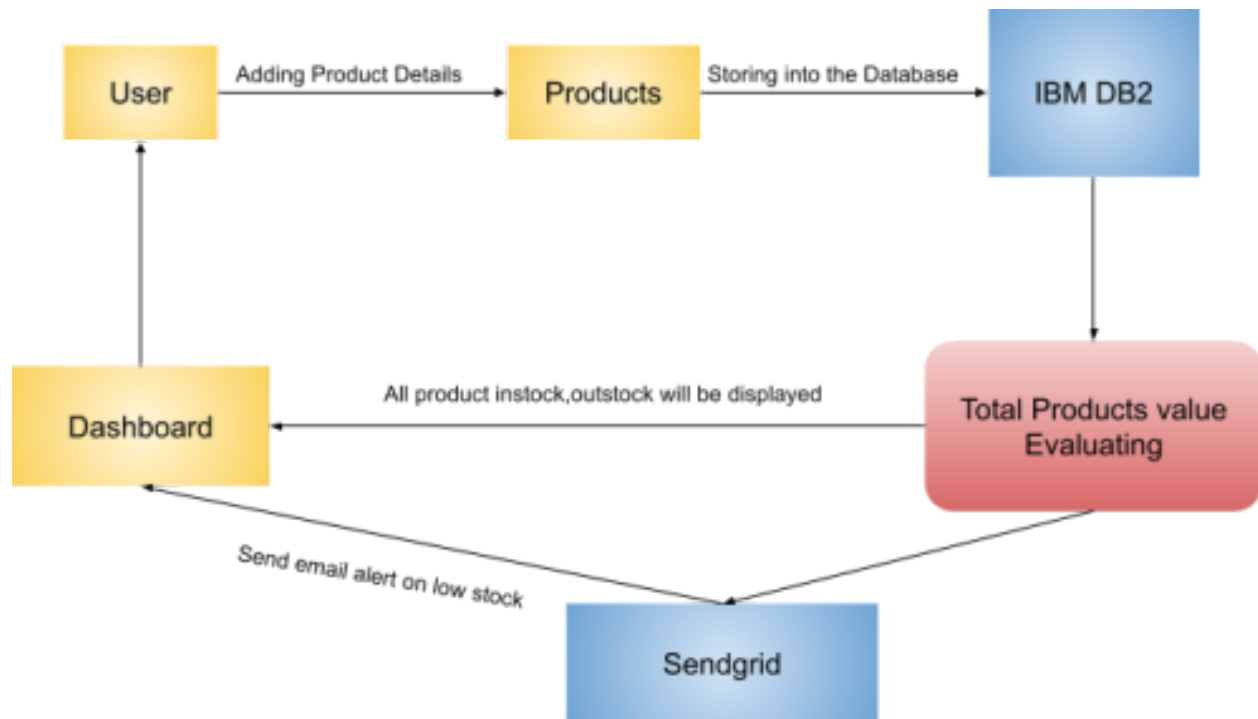 User
Adding Product Details
Products
Storing into the Database
IBM DB2
Dashboard
All product instock,outstock will be displayed
Total Products value
Evaluating
Send email alert on low stock
Sendgrid